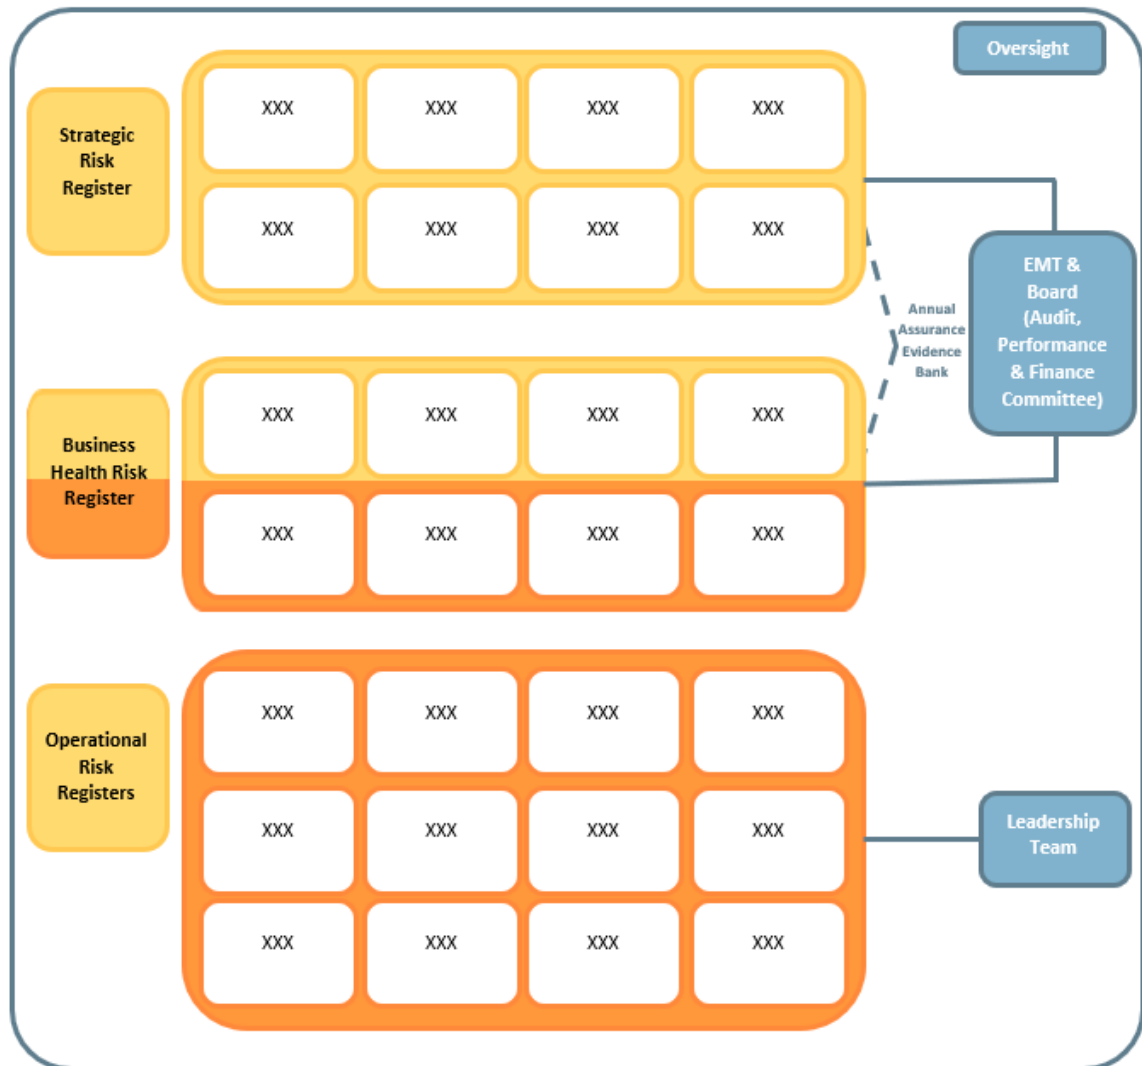 Oversight
Strategic
Risk
Register
XXX XXX XXX XXX
XXX XXX XXX XXX
EMT &
Board
(Audit,
Performance
& Finance
Committee)
Annual
Assurance
Evidence
Bank
Business
Health Risk
Register
XXX XXX XXX XXX
XXX XXX XXX XXX
Operational
Risk
Registers
XXX XXX XXX XXX
XXX XXX XXX XXX
XXX XXX XXX XXX
Leadership
Team